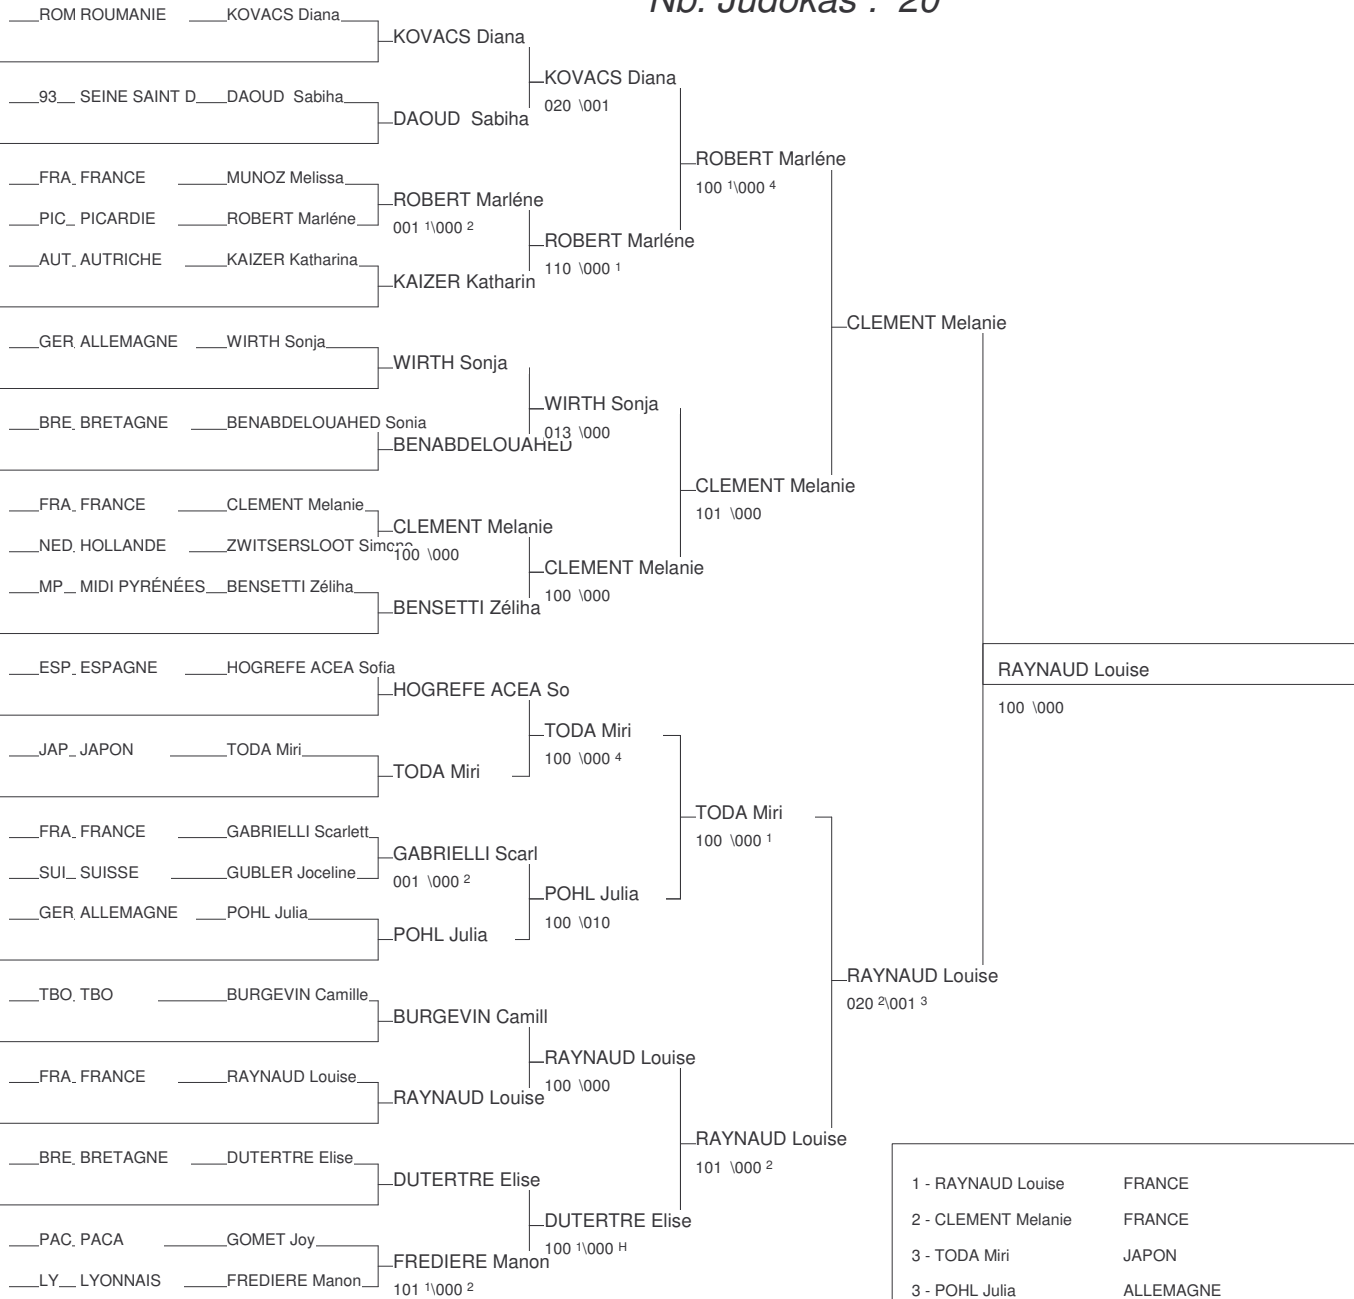 Nb. Judokas : 20
ROM ROUMANIE KOVACS Diana
KOVACS Diana
KOVACS Diana
020 \001
93 SEINE SAINT D DAOUD Sabiha
DAOUD Sabiha
ROBERT Marléne
100 1\000 4
FRA FRANCE MUNOZ Melissa
ROBERT Marléne
001 1\000 2
PIC PICARDIE ROBERT Marléne
ROBERT Marléne
110 \000 1
AUT AUTRICHE KAIZER Katharina
KAIZER Katharin
CLEMENT Melanie
GER ALLEMAGNE WIRTH Sonja
WIRTH Sonja
WIRTH Sonja
013 \000
BRE BRETAGNE BENABDELOUAHED Sonia
BENABDELOUAHED
CLEMENT Melanie
101 \000
FRA FRANCE CLEMENT Melanie
CLEMENT Melanie
100 \000
NED HOLLANDE ZWITSERSLOOT Simone
CLEMENT Melanie
100 \000
MP MIDI PYRÉNÉES BENSETTI Zéliha
BENSETTI Zéliha
ESP ESPAGNE HOGREFE ACEA Sofia
RAYNAUD Louise
100 \000
HOGREFE ACEA So
TODA Miri
100 \000 4
JAP JAPON TODA Miri
TODA Miri
TODA Miri
100 \000 1
FRA FRANCE GABRIELLI Scarlett
GABRIELLI Scarl
001 \000 2
SUI SUISSE GUBLER Joceline
POHL Julia
100 \010
GER ALLEMAGNE POHL Julia
POHL Julia
RAYNAUD Louise
020 2\001 3
TBO TBO BURGEVIN Camille
BURGEVIN Camill
RAYNAUD Louise
100 \000
FRA FRANCE RAYNAUD Louise
RAYNAUD Louise
RAYNAUD Louise
101 \000 2
BRE BRETAGNE DUTERTRE Elise
DUTERTRE Elise
DUTERTRE Elise
100 1\000 H
PAC PACA GOMET Joy
FREDIERE Manon
101 1\000 2
LY LYONNAIS FREDIERE Manon
1 - RAYNAUD Louise FRANCE
2 - CLEMENT Melanie FRANCE
3 - TODA Miri JAPON
3 - POHL Julia ALLEMAGNE